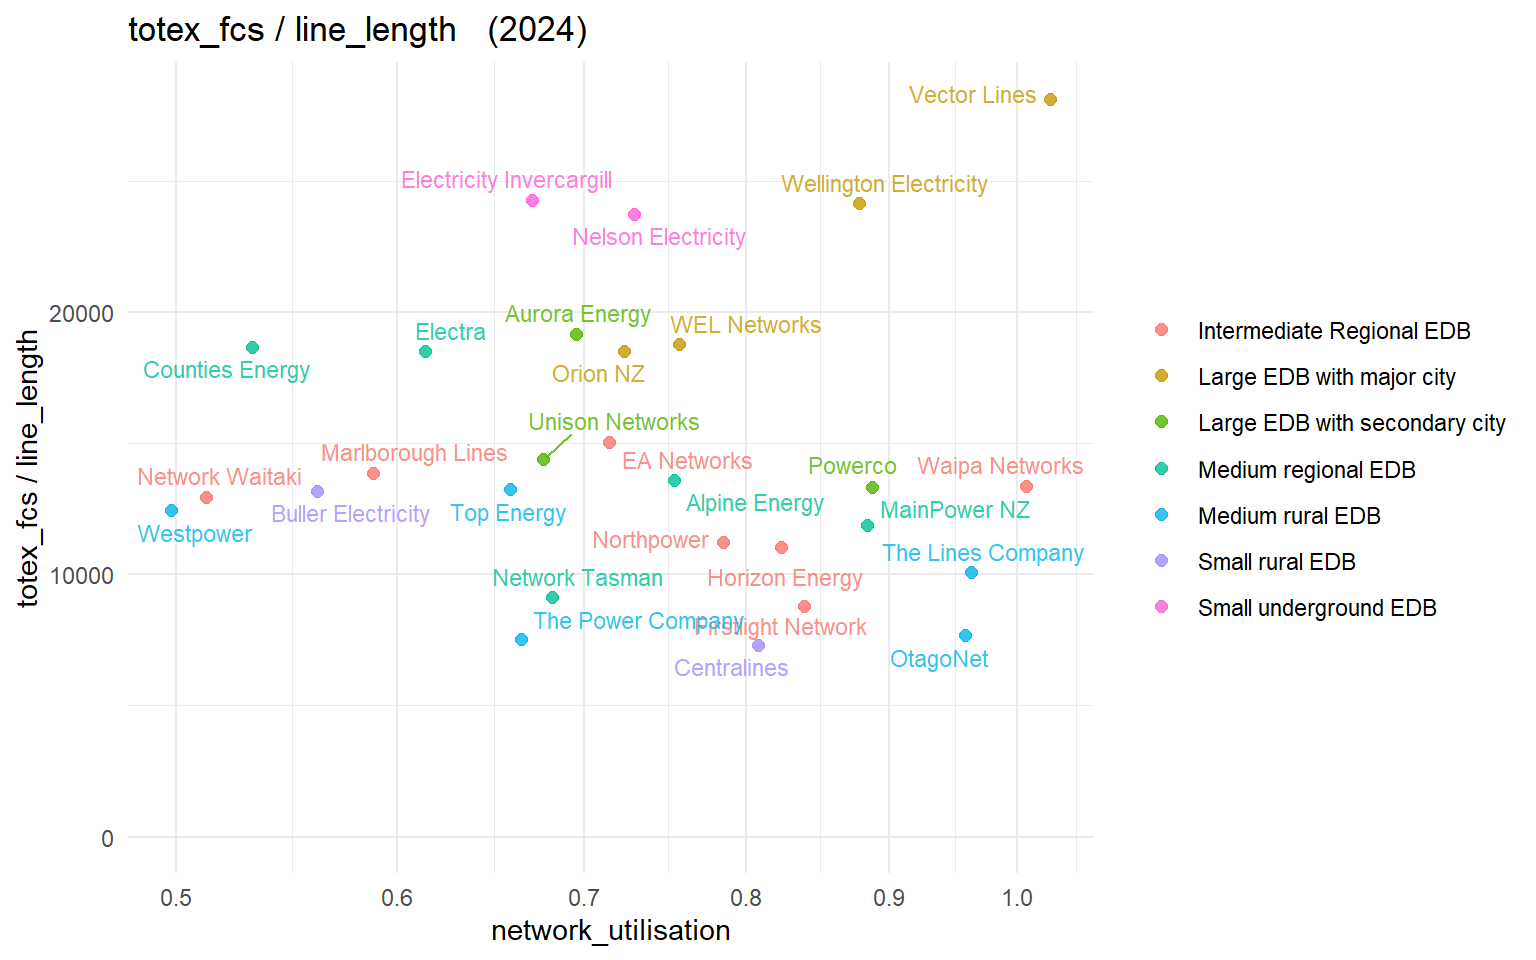 totex_fcs / line_length (2024)
Vector Lines
Electricity Invercargill
Wellington Electricity
Nelson Electricity
Aurora Energy
WEL Networks
Electra
Counties Energy
Orion NZ
Unison Networks
Marlborough Lines
EA Networks
Powerco
Waipa Networks
Network Waitaki
Alpine Energy
MainPower NZ
Buller Electricity
Top Energy
Westpower
Northpower
The Lines Company
Network Tasman
Horizon Energy
The Power Company
Firstlight Network
OtagoNet
Centralines
20000
10000
0
totex_fcs / line_length
0.5
0.6
0.7
0.8
0.9
1.0
network_utilisation
Intermediate Regional EDB
Large EDB with major city
Large EDB with secondary city
Medium regional EDB
Medium rural EDB
Small rural EDB
Small underground EDB